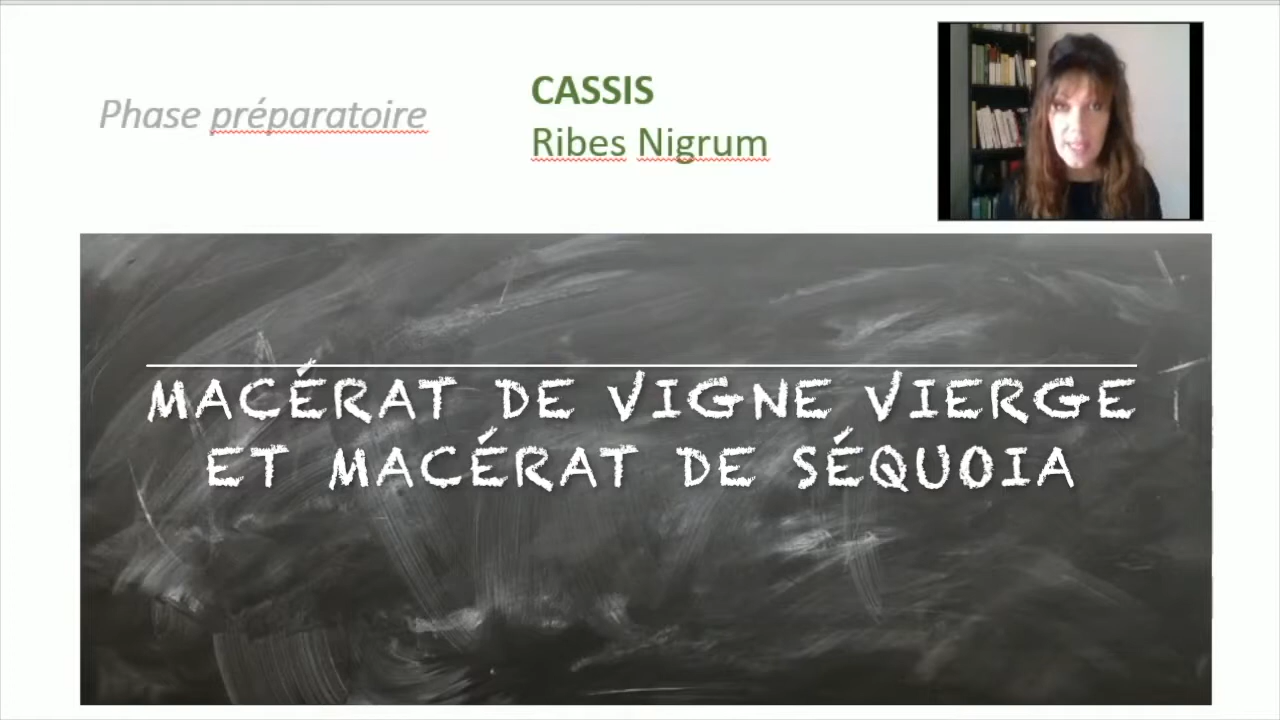 Phase préparatoire
CASSIS
Ribes Nigrum
MACÉRAT DE VIGNE VIERGE
ET MACÉRAT DE SÉQUOIA